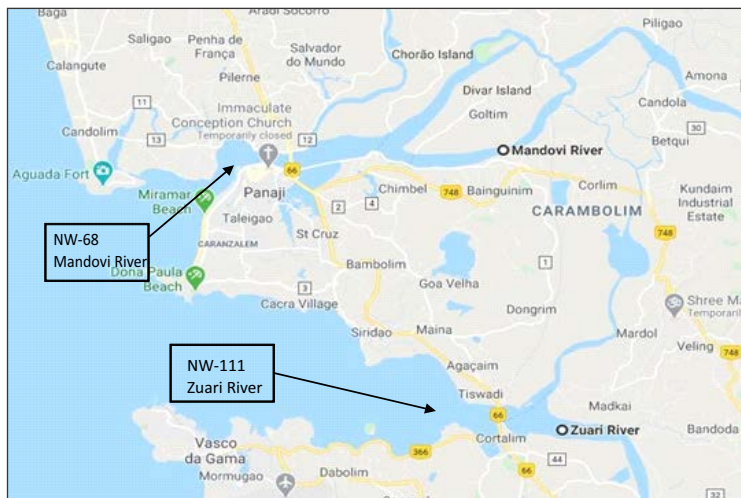 Baga
Saligao
Penha de
França
Aradi Socorro
Piligao
Calangute
Salvador
do Mundo
Chorão Island
Pilerne
Amona
11
Divar Island
Goltim
Candola
Immaculate
Conception Church
Temporarily closed
30
Candolim
13
12
Betqui
Mandovi River
Aguada Fort
66
Panaji
Chimbel
748
Bainguinim
Corlim
Kundaim
Industrial
Estate
Miramar
Beach
Taleigao
2
4
CARAMBOLIM
NW-68
Mandovi River
CARANZALEM
St Cruz
748
Bambolim
1
Dona Paula
Beach
3
Goa Velha
Cacra Village
Dongrim
Shree Ma
Temporaril
Siridao
Maina
Mardol
748
Veling
NW-111
Zuari River
Agaçaim
Tiswadi
Madkai
66
Zuari River
Bandoda
Cortalim
Vasco
da Gama
366
44
Mormugao
Dabolim
66
32